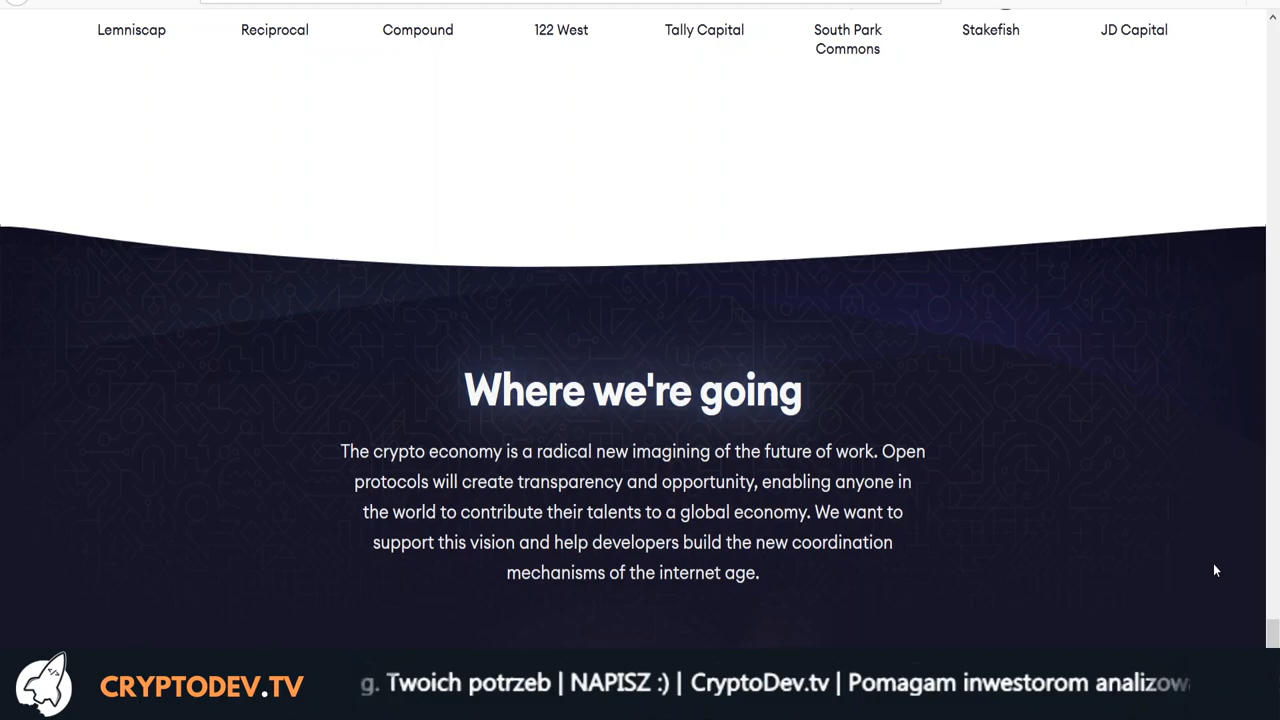 Lemniscap Reciprocal Compound 122 West Tally Capital South Park Commons Stakefish JD Capital
Where we're going
The crypto economy is a radical new imagining of the future of work. Open
protocols will create transparency and opportunity, enabling anyone in
the world to contribute their talents to a global economy. We want to
support this vision and help developers build the new coordination
mechanisms of the internet age.
CRYPTODEV.TV
g. Twoich potrzeb | NAPISZ :) | CryptoDev.tv | Pomagam inwestorom analizow